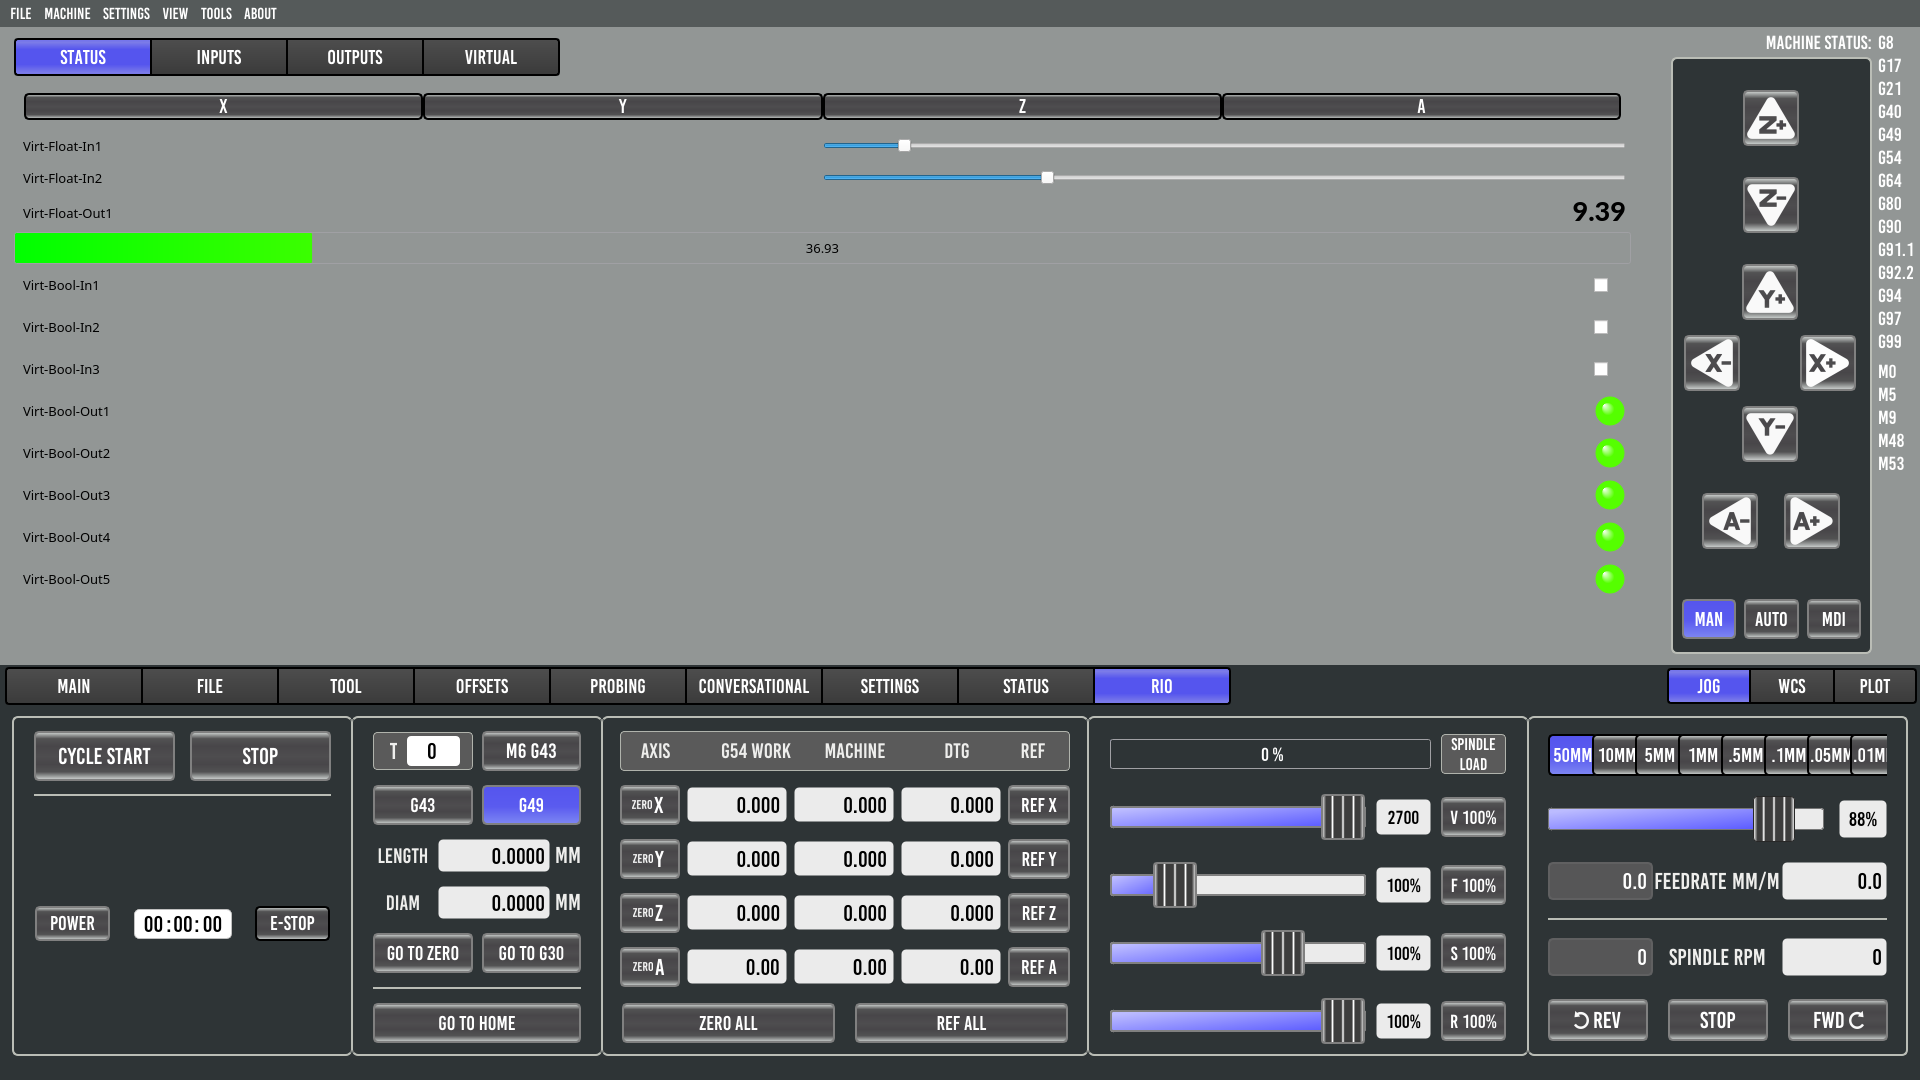 FILE MACHINE SETTINGS VIEW TOOLS ABOUT
STATUS INPUTS OUTPUTS VIRTUAL
X Y Z A
Virt-Float-In1
Virt-Float-In2
Virt-Float-Out1 9.39
36.93
Virt-Bool-In1
Virt-Bool-In2
Virt-Bool-In3
Virt-Bool-Out1
Virt-Bool-Out2
Virt-Bool-Out3
Virt-Bool-Out4
Virt-Bool-Out5
MACHINE STATUS: G8
G17
G21
G40
G49
G54
G64
G80
G90
G91.1
G92.2
G94
G97
G99
M0
M5
M9
M48
M53
Z+
Z-
Y+
X- X+
Y-
A- A+
MAN AUTO MDI
MAIN FILE TOOL OFFSETS PROBING CONVERSATIONAL SETTINGS STATUS RIO
JOG WCS PLOT
CYCLE START STOP
POWER 00:00:00 E-STOP
T 0 M6 G43
G43 G49
LENGTH 0.0000 MM
DIAM 0.0000 MM
GO TO ZERO GO TO G30
GO TO HOME
AXIS G54 WORK MACHINE DTG REF
ZERO X 0.000 0.000 0.000 REF X
ZERO Y 0.000 0.000 0.000 REF Y
ZERO Z 0.000 0.000 0.000 REF Z
ZERO A 0.00 0.00 0.00 REF A
ZERO ALL REF ALL
0 % SPINDLE
LOAD
2700 V 100%
100% F 100%
100% S 100%
100% R 100%
50MM 10MM 5MM 1MM .5MM .1MM .05MM .01M
88%
0.0 FEEDRATE MM/M 0.0
0 SPINDLE RPM 0
REV STOP FWD